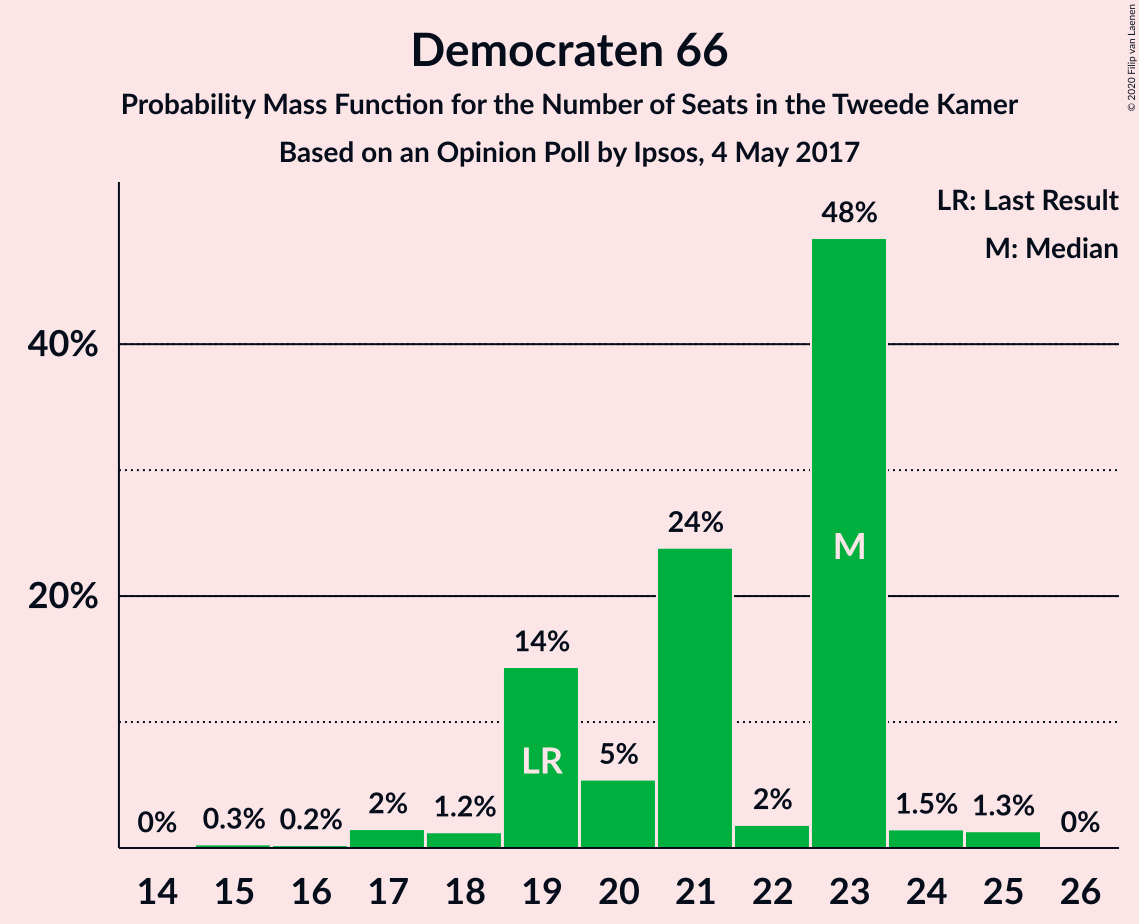 Democraten 66
Probability Mass Function for the Number of Seats in the Tweede Kamer
Based on an Opinion Poll by Ipsos, 4 May 2017
© 2020 Filip van Laenen
LR: Last Result
M: Median
40%
20%
0%
0.3%
0.2%
2%
1.2%
14%
5%
24%
2%
48%
1.5%
1.3%
0%
LR
M
14 15 16 17 18 19 20 21 22 23 24 25 26